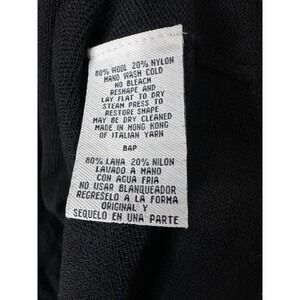 80% WOOL 20% NYLON
HAND WASH COLD
NO BLEACH
RESHAPE AND
LAY FLAT TO DRY
STEAM PRESS TO
RESTORE SHAPE
MAY BE DRY CLEANED
MADE IN HONG KONG
OF ITALIAN YARN
BAP
80% LANA 20% NILON
LAVADO A MANO
CON AGUA FRIA
NO USAR BLANQUEADOR
REGRESELO A LA FORMA
ORIGINAL Y
SEQUELO EN UNA PARTE